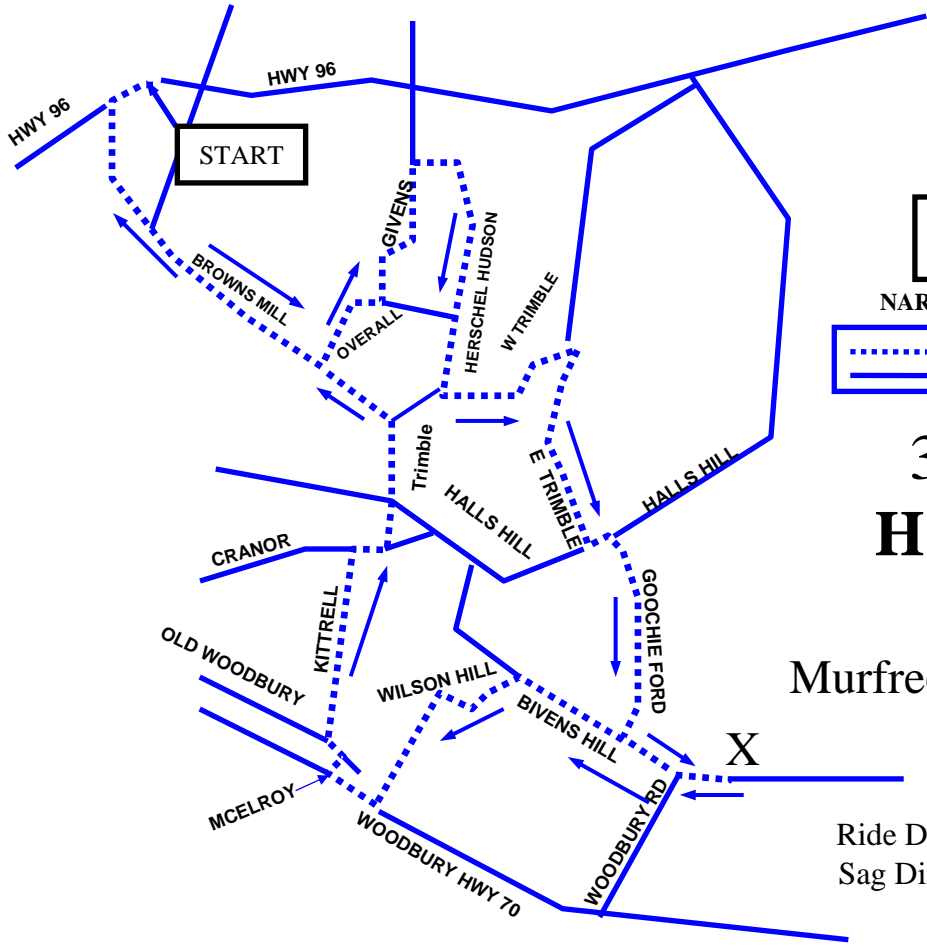 HWY 96
HWY 96
START
GIVENS
BROWNS MILL
HERSCHEL HUDSON
OVERALL
W TRIMBLE
NAR
Trimble
E TRIMBLE
HALLS HILL
HALLS HILL
3
H
CRANOR
KITTRELL
GOOCHIE FORD
OLD WOODBURY
WILSON HILL
BIVENS HILL
Murfree
X
MCELROY
WOODBURY HWY 70
WOODBURY RD
Ride D
Sag Di